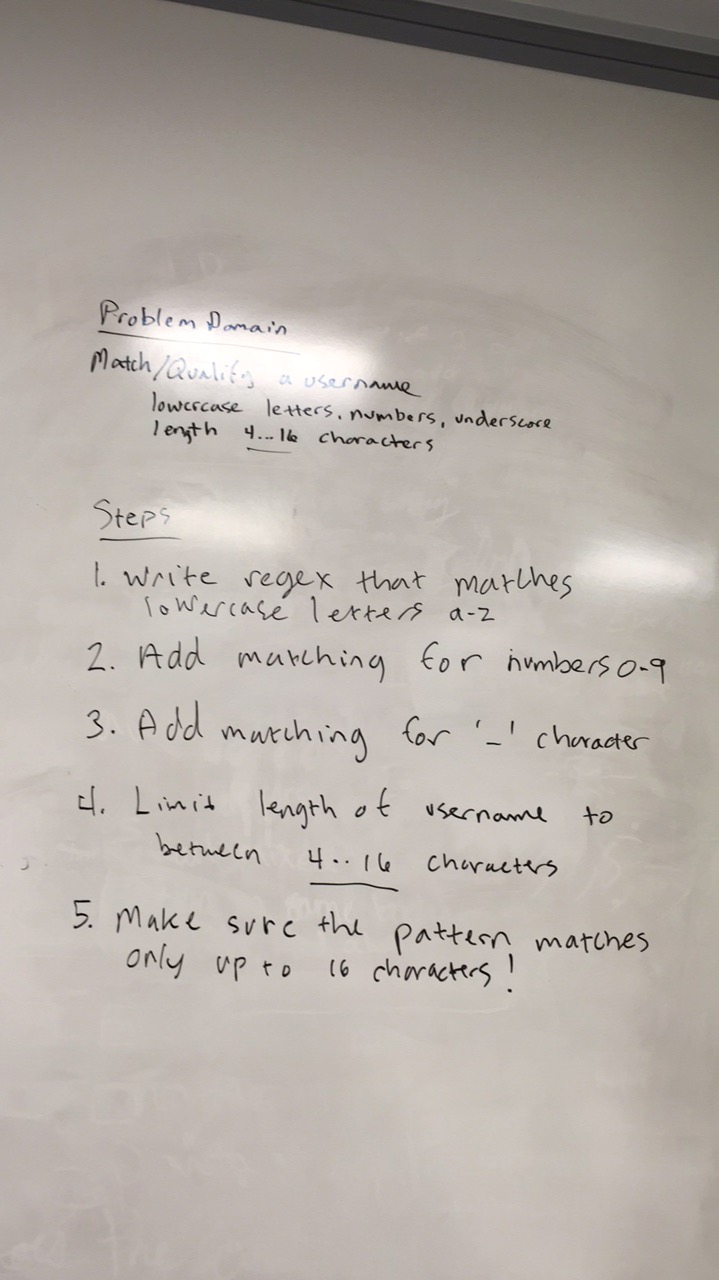 Problem Domain
Match/Qualify a username
lowercase letters, numbers, underscore
length 4...16 characters
Steps
1. Write regex that matches
lowercase letters a-z
2. Add matching for numbers 0-9
3. Add matching for '_' character
4. Limit length of username to
between 4..16 characters
5. Make sure the pattern matches
only up to 16 characters!